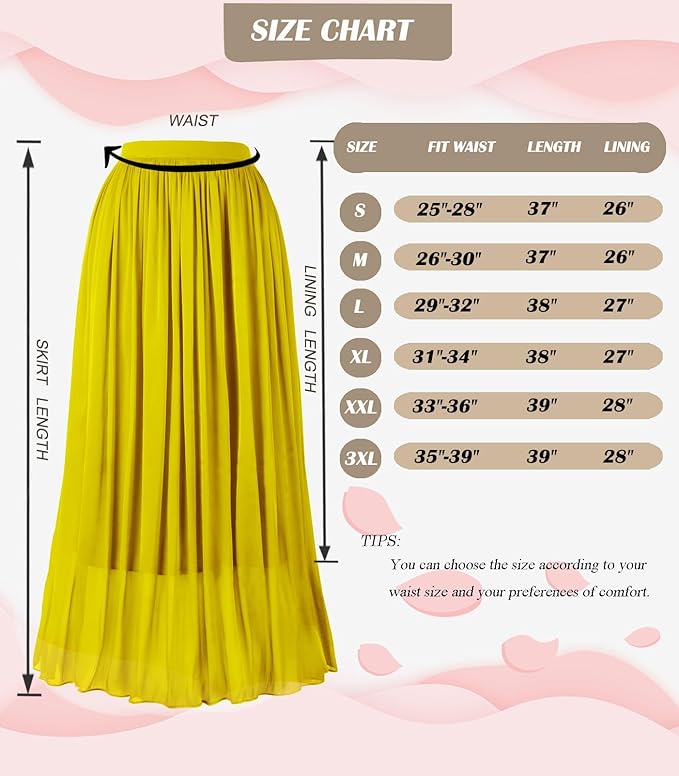 SIZE CHART
WAIST
SKIRT LENGTH
LINING LENGTH
SIZE FIT WAIST LENGTH LINING
S 25"-28" 37" 26"
M 26"-30" 37" 26"
L 29"-32" 38" 27"
XL 31"-34" 38" 27"
XXL 33"-36" 39" 28"
3XL 35"-39" 39" 28"
TIPS:
You can choose the size according to your
waist size and your preferences of comfort.